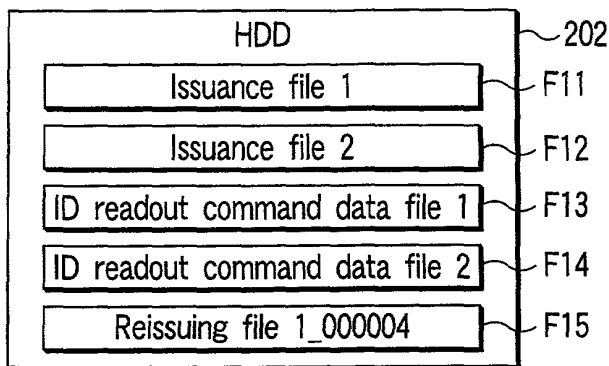 HDD 202
Issuance file 1 F11
Issuance file 2 F12
ID readout command data file 1 F13
ID readout command data file 2 F14
Reissuing file 1_000004 F15